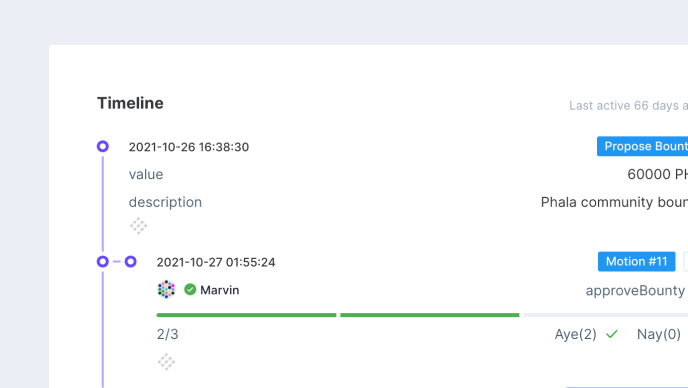 Timeline
Last active 66 days a
2021-10-26 16:38:30
Propose Bount
value
60000 PH
description
Phala community boun
2021-10-27 01:55:24
Motion #11
Marvin
approveBounty
2/3
Aye(2)
Nay(0)